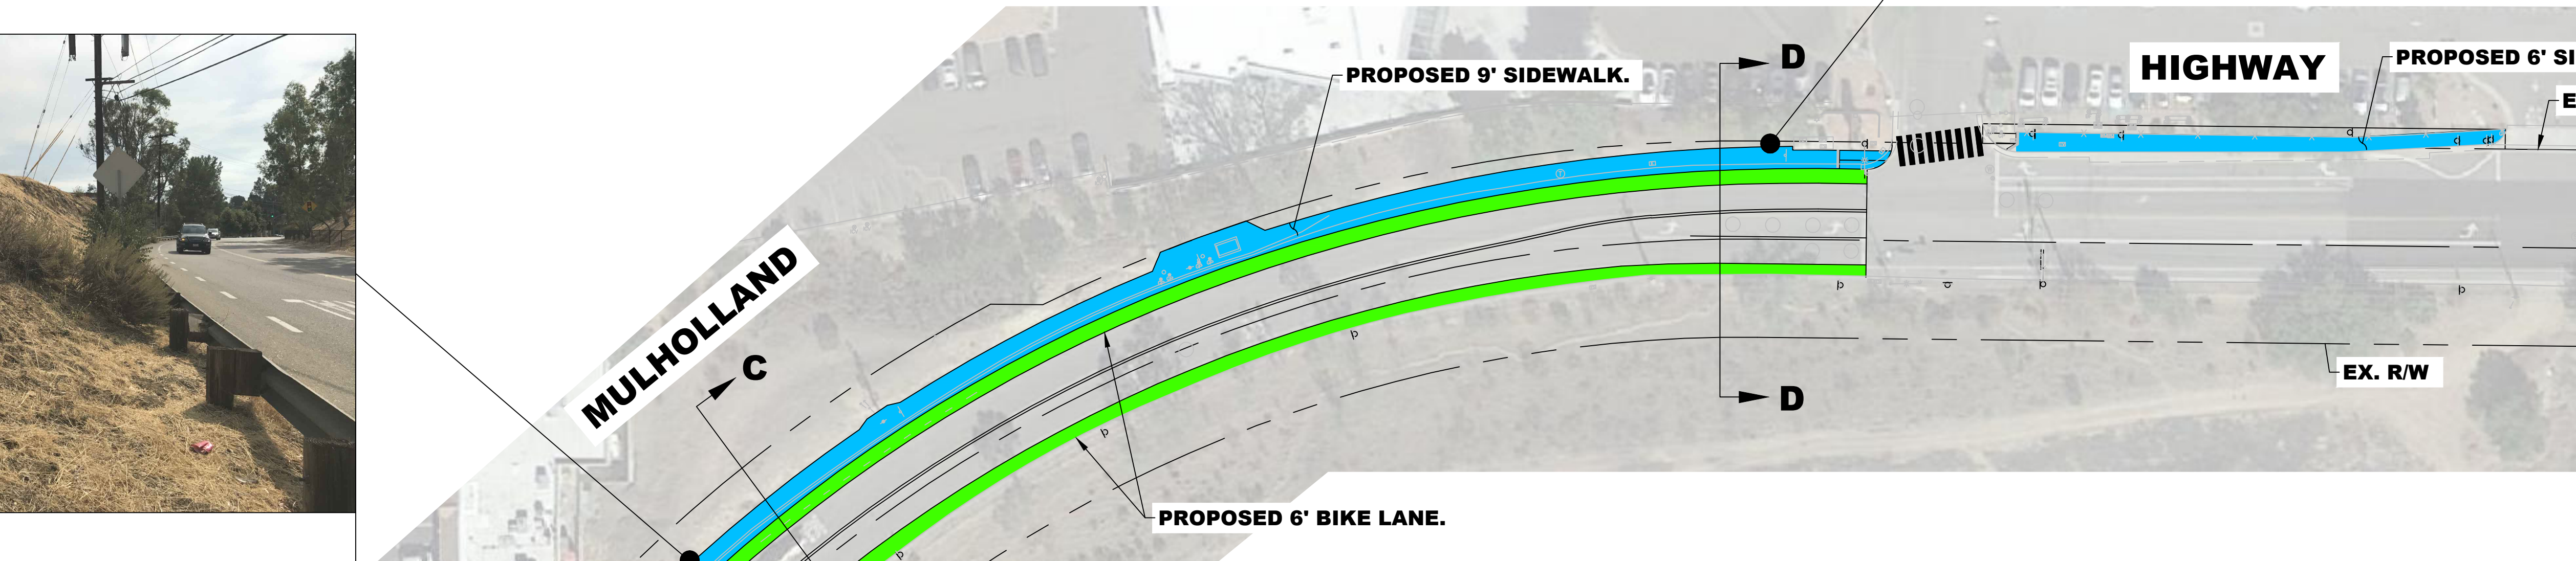 PROPOSED 9' SIDEWALK.
D
HIGHWAY
PROPOSED 6' SI
E
MULHOLLAND
C
D
EX. R/W
PROPOSED 6' BIKE LANE.